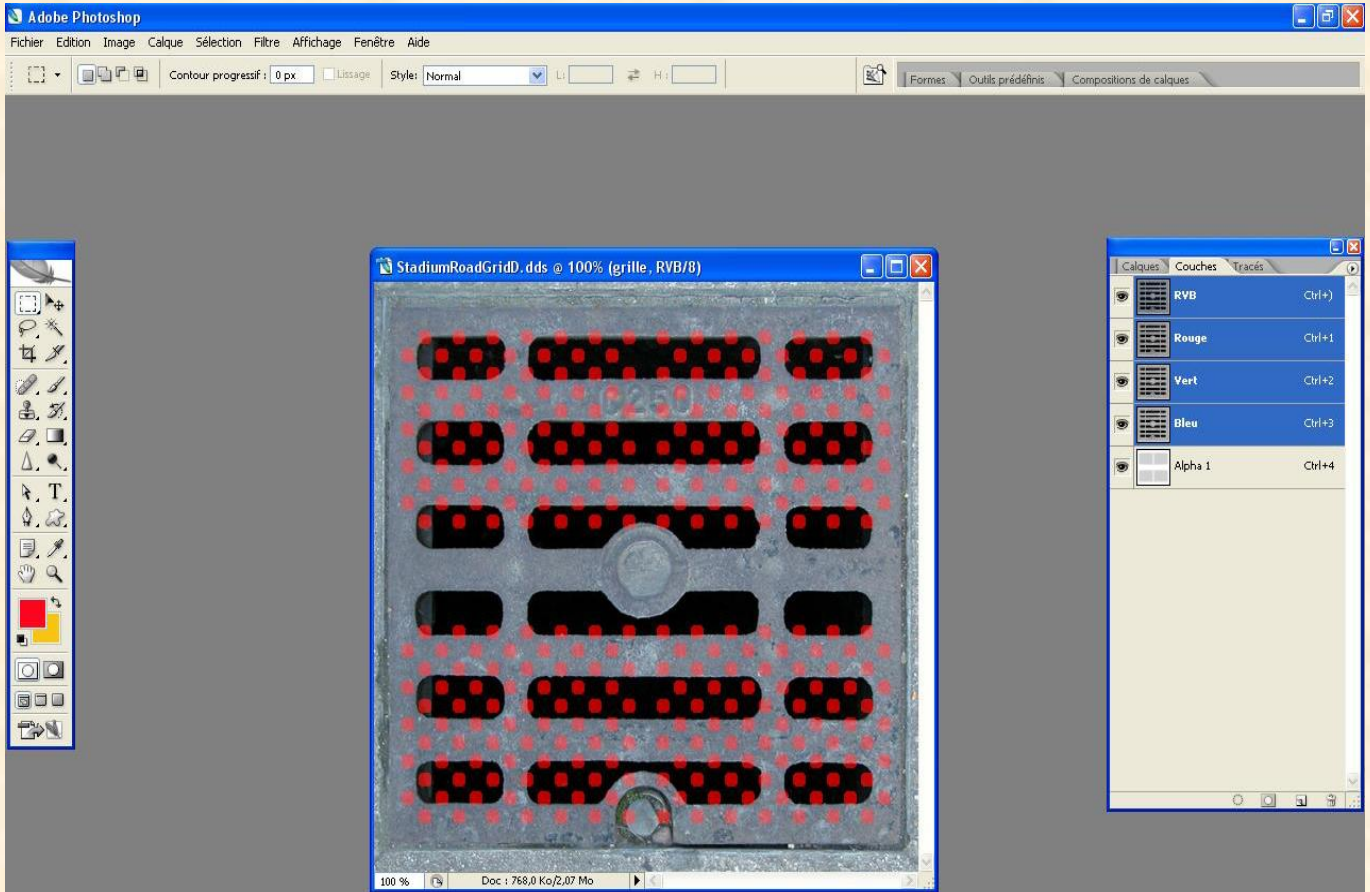 Adobe Photoshop
Fichier Edition Image Calque Sélection Filtre Affichage Fenêtre Aide
Contour progressif : 0 px Lissage Style: Normal L: H: Formes Outils prédéfinis Compositions de calques
StadiumRoadGridD.dds @ 100% (grille, RVB/8)
C250
100 % Doc : 768,0 Ko/2,07 Mo
Calques Couches Tracés
RVB Ctrl+)
Rouge Ctrl+1
Vert Ctrl+2
Bleu Ctrl+3
Alpha 1 Ctrl+4